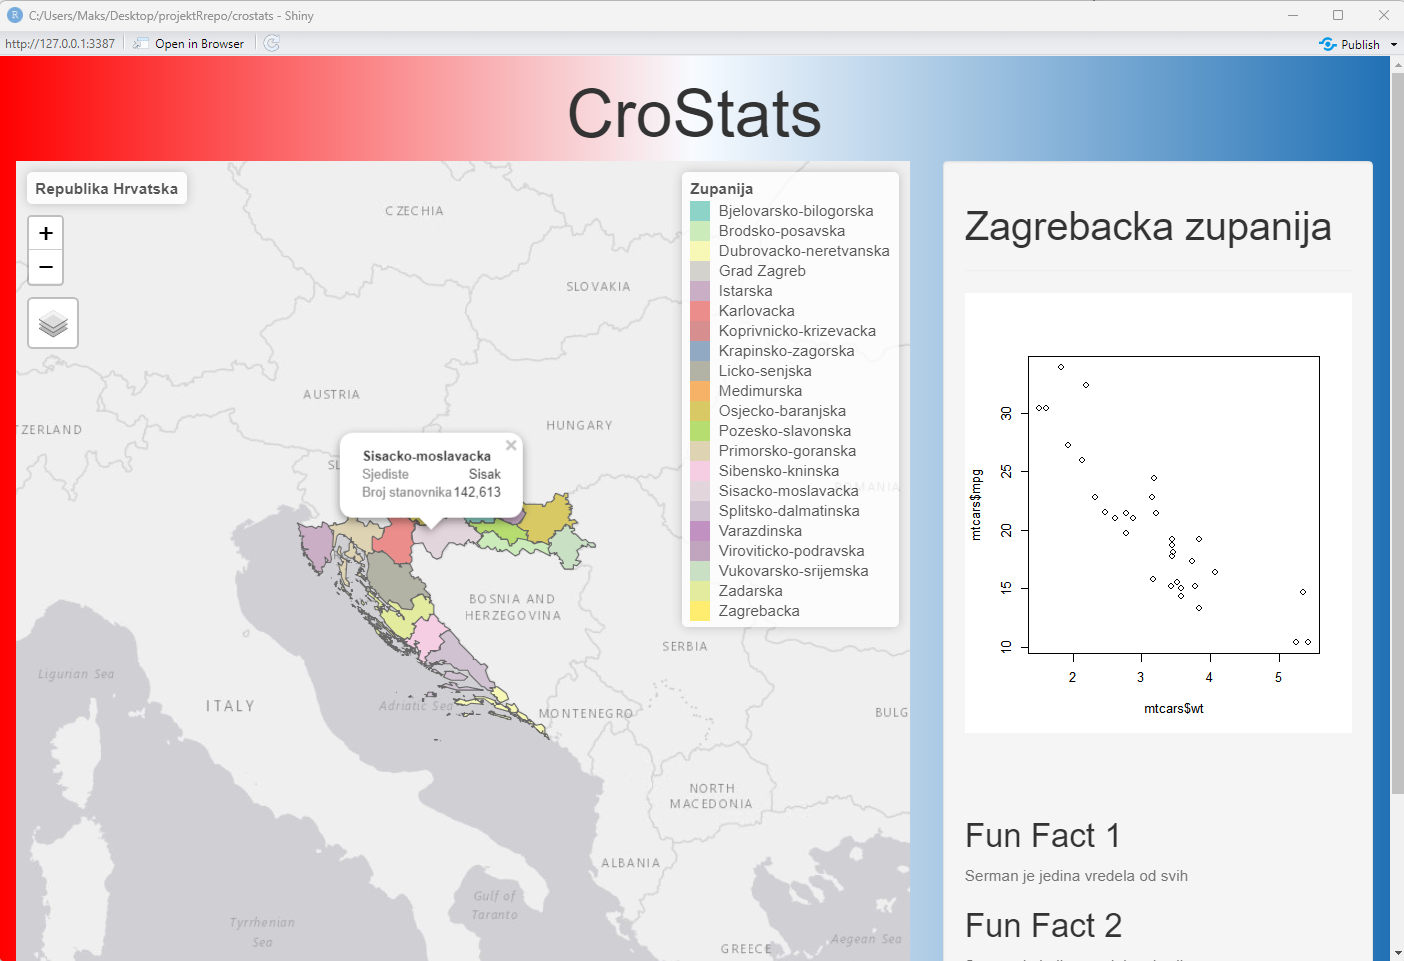 C:/Users/Maks/Desktop/projektRrepo/crostats - Shiny
http://127.0.0.1:3387
Open in Browser
Publish
CroStats
Republika Hrvatska
+
−
Zupanija
Bjelovarsko-bilogorska
Brodsko-posavska
Dubrovacko-neretvanska
Grad Zagreb
Istarska
Karlovacka
Koprivnicko-krizevacka
Krapinsko-zagorska
Licko-senjska
Medimurska
Osjecko-baranjska
Pozesko-slavonska
Primorsko-goranska
Sibensko-kninska
Sisacko-moslavacka
Splitsko-dalmatinska
Varazdinska
Viroviticko-podravska
Vukovarsko-srijemska
Zadarska
Zagrebacka
CZECHIA
SLOVAKIA
AUSTRIA
TZERLAND
HUNGARY
ROMANIA
Sisacko-moslavacka
×
Sjediste Sisak
Broj stanovnika 142,613
BOSNIA AND
HERZEGOVINA
SERBIA
Ligurian Sea
ITALY
Adriatic Sea
MONTENEGRO
BULG
NORTH
MACEDONIA
ALBANIA
Gulf of
Taranto
Tyrrhenian
Sea
GREECE
Aegean Sea
Zagrebacka zupanija
mtcars$mpg
30
25
20
15
10
2 3 4 5
mtcars$wt
Fun Fact 1
Serman je jedina vredela od svih
Fun Fact 2